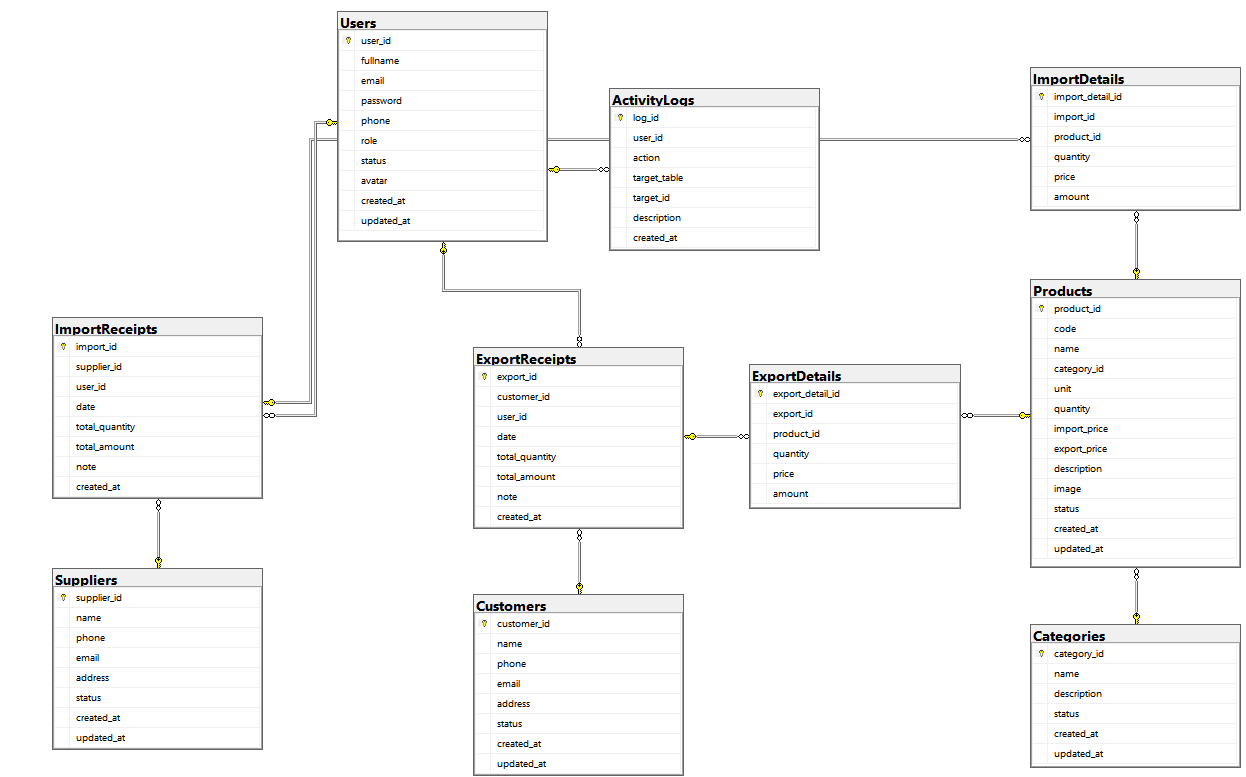 Users
user_id
fullname
email
password
phone
role
status
avatar
created_at
updated_at
ActivityLogs
log_id
user_id
action
target_table
target_id
description
created_at
ImportDetails
import_detail_id
import_id
product_id
quantity
price
amount
Products
product_id
code
name
category_id
unit
quantity
import_price
export_price
description
image
status
created_at
updated_at
ImportReceipts
import_id
supplier_id
user_id
date
total_quantity
total_amount
note
created_at
ExportReceipts
export_id
customer_id
user_id
date
total_quantity
total_amount
note
created_at
ExportDetails
export_detail_id
export_id
product_id
quantity
price
amount
Suppliers
supplier_id
name
phone
email
address
status
created_at
updated_at
Customers
customer_id
name
phone
email
address
status
created_at
updated_at
Categories
category_id
name
description
status
created_at
updated_at